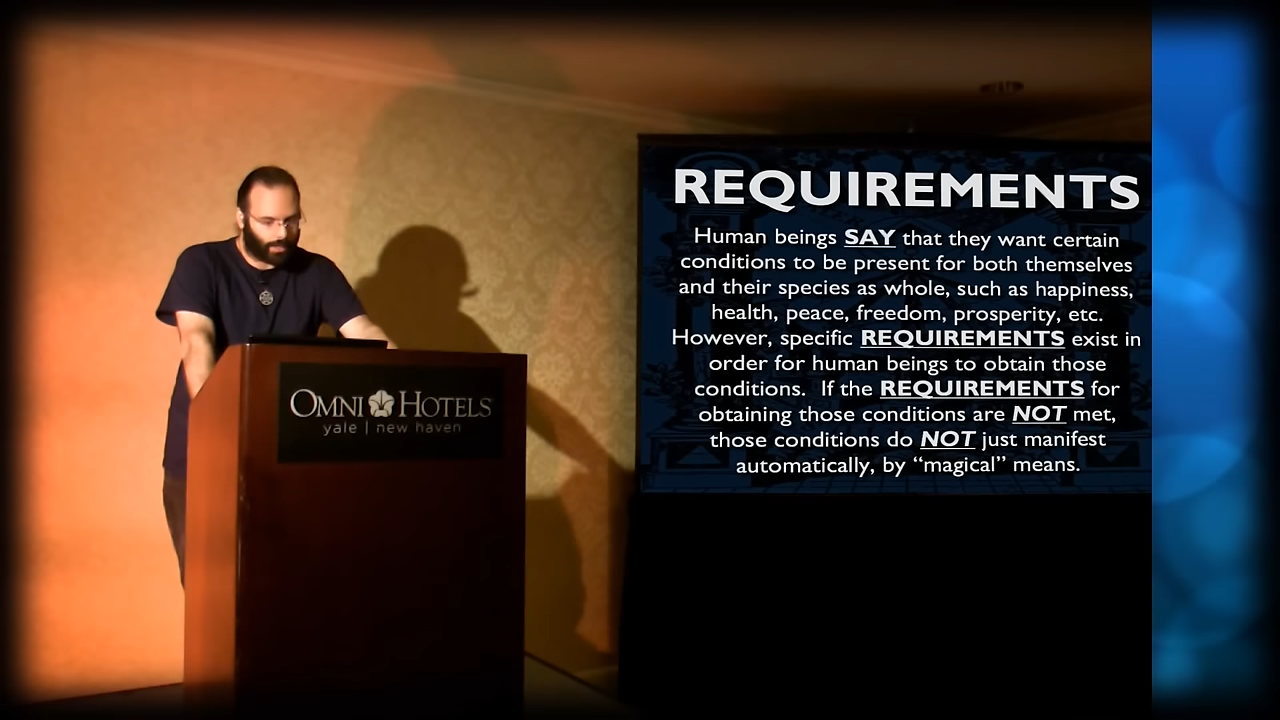 REQUIREMENTS
Human beings SAY that they want certain
conditions to be present for both themselves
and their species as whole, such as happiness,
health, peace, freedom, prosperity, etc.
However, specific REQUIREMENTS exist in
order for human beings to obtain those
conditions.  If the REQUIREMENTS for
obtaining those conditions are NOT met,
those conditions do NOT just manifest
automatically, by “magical” means.
OMNI HOTELS
yale | new haven